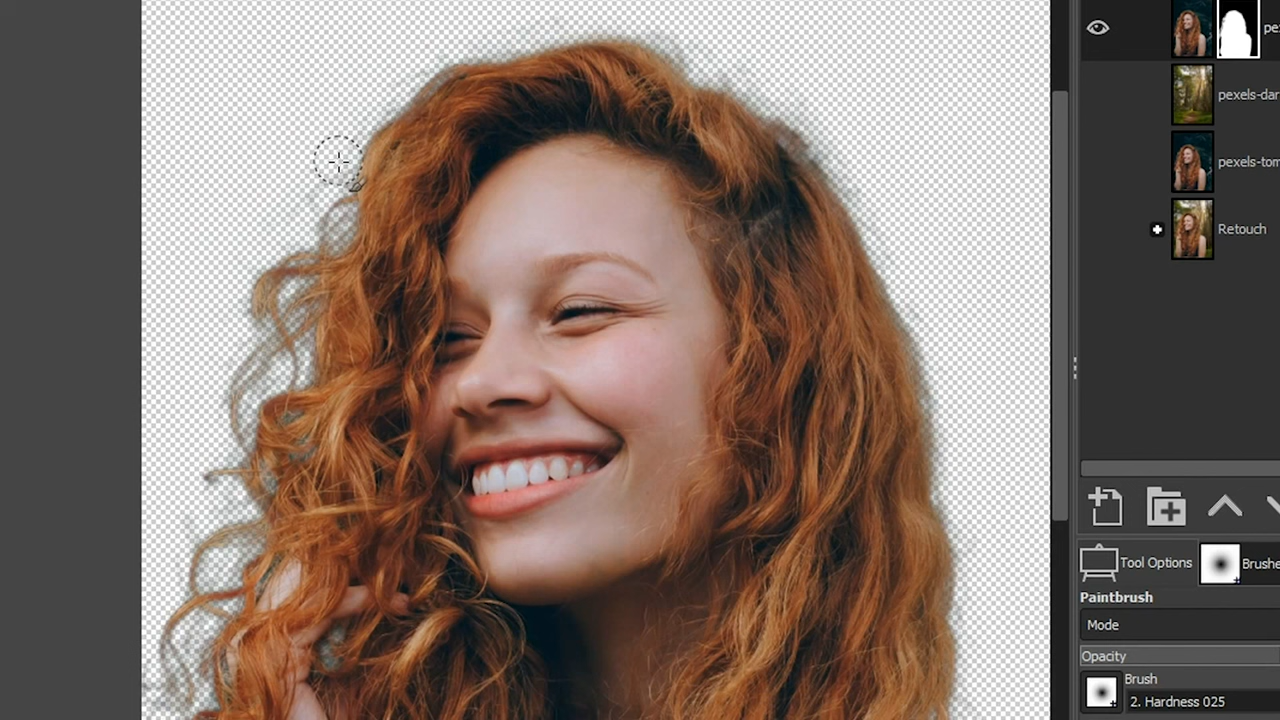 pe
pexels-dar
pexels-tom
Retouch
Tool Options
Brushe
Paintbrush
Mode
Opacity
Brush
2. Hardness 025